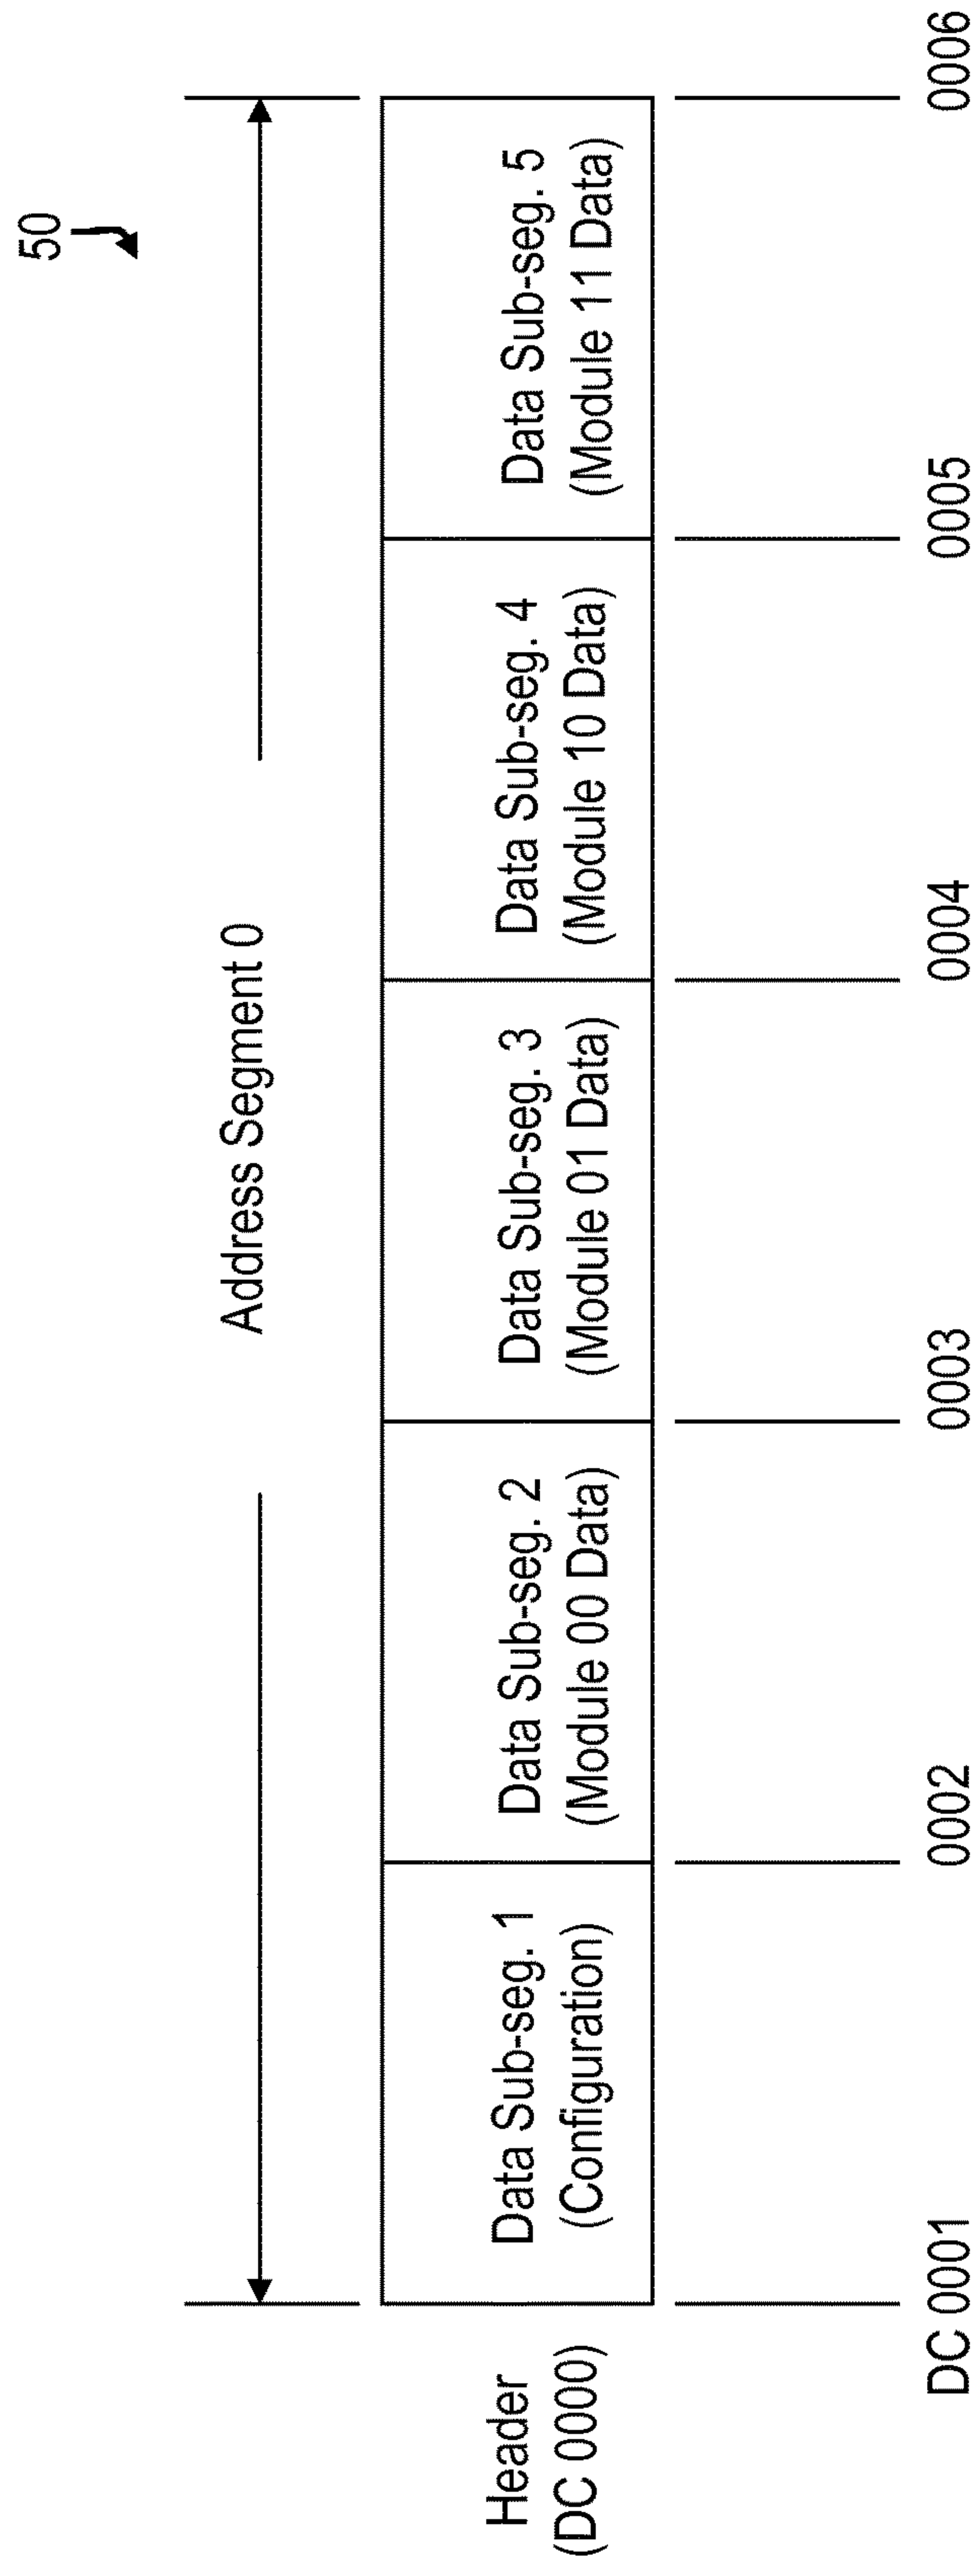 50
Address Segment 0
Header
(DC 0000)
Data Sub-seg. 1
(Configuration)
Data Sub-seg. 2
(Module 00 Data)
Data Sub-seg. 3
(Module 01 Data)
Data Sub-seg. 4
(Module 10 Data)
Data Sub-seg. 5
(Module 11 Data)
DC 0001
0002
0003
0004
0005
0006